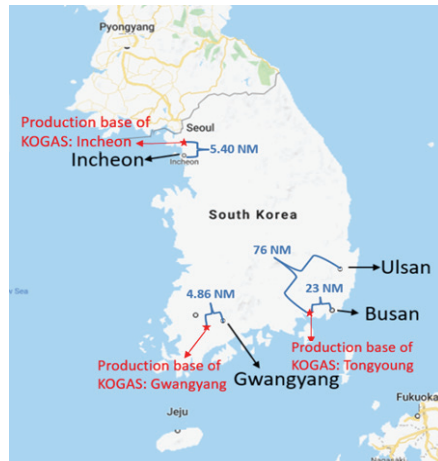 Pyongyang
Seoul
Production base of
KOGAS: Incheon
5.40 NM
Incheon
Incheon
South Korea
76 NM
Ulsan
4.86 NM
23 NM
Busan
Production base of
KOGAS: Gwangyang
Gwangyang
Production base of
KOGAS: Tongyoung
Jeju
Fukuoka
Nagasaki